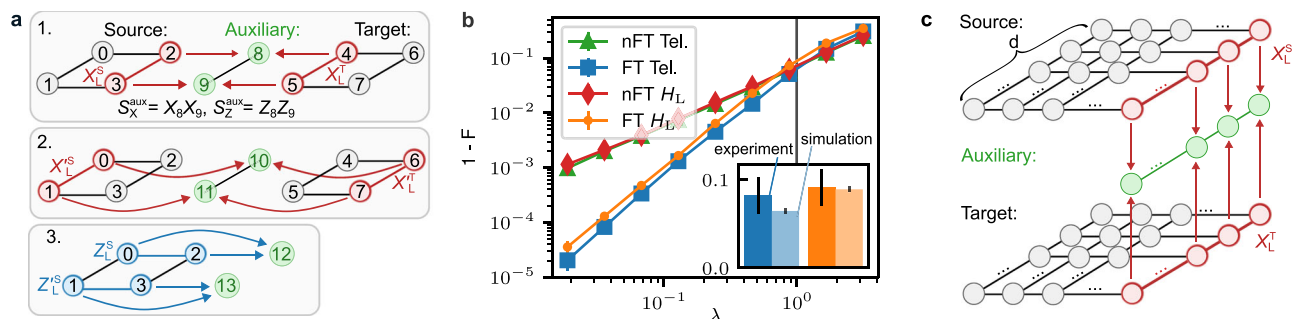 a
1.
Source:
Auxiliary:
Target:
0
2
8
4
6
1
3
9
5
7
X_L^S
X_L^T
S_X^aux = X_8X_9, S_Z^aux = Z_8Z_9
2.
0
2
10
4
6
X'_L^S
1
3
11
5
7
X'_L^T
3.
Z_L^S
0
2
12
Z'_L^S
1
3
13
b
1 - F
10^-1
10^-2
10^-3
10^-4
10^-5
nFT Tel.
FT Tel.
nFT H_L
FT H_L
experiment
simulation
0.1
0.0
10^-1
10^0
λ
c
Source:
d
...
...
...
X_L^S
Auxiliary:
...
Target:
...
...
...
X_L^T